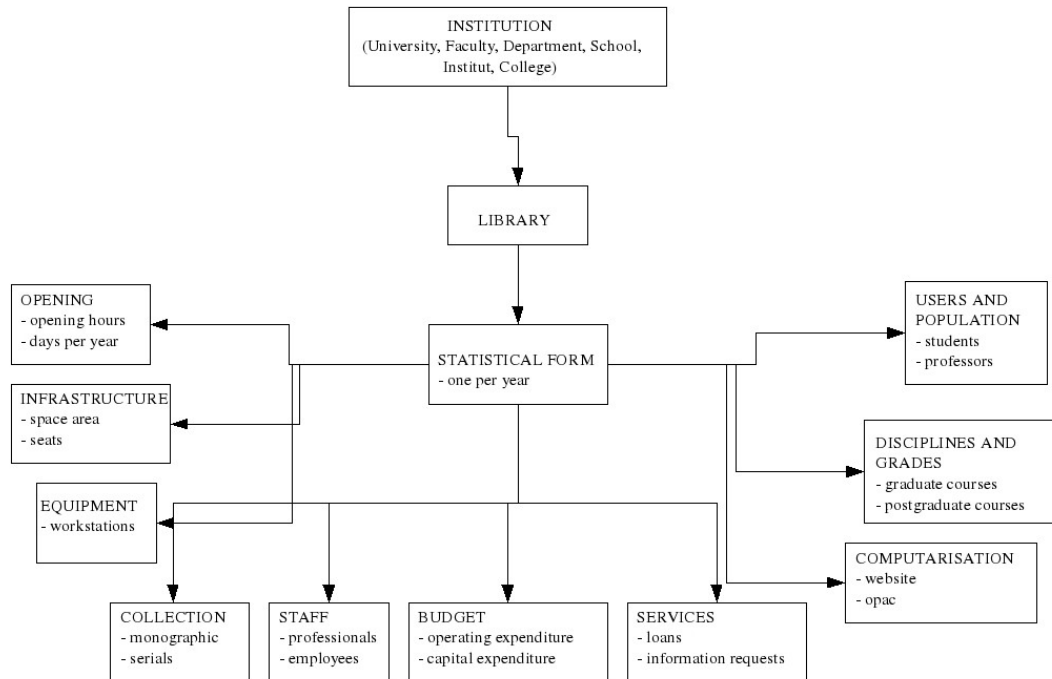 INSTITUTION
(University, Faculty, Department, School,
Institut, College)
LIBRARY
OPENING
- opening hours
- days per year
USERS AND
POPULATION
- students
- professors
STATISTICAL FORM
- one per year
INFRASTRUCTURE
- space area
- seats
DISCIPLINES AND
GRADES
- graduate courses
- postgraduate courses
EQUIPMENT
- workstations
COMPUTARISATION
- website
- opac
COLLECTION
- monographic
- serials
STAFF
- professionals
- employees
BUDGET
- operating expenditure
- capital expenditure
SERVICES
- loans
- information requests